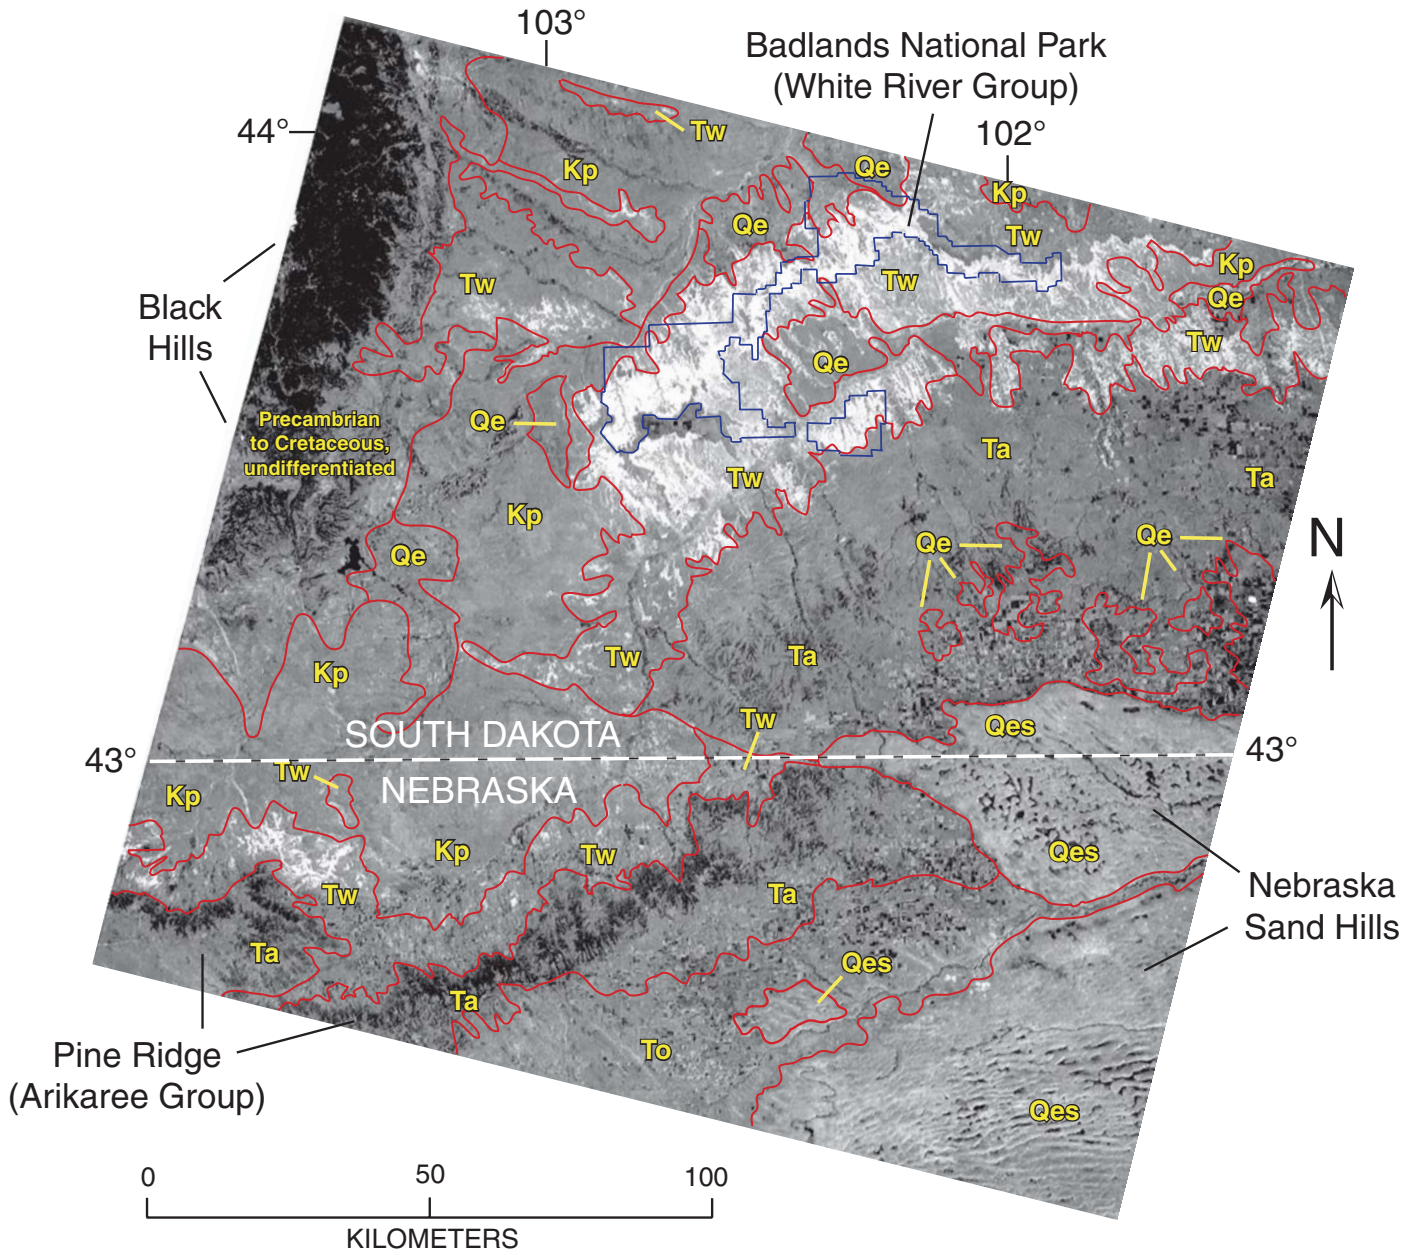 103°
Badlands National Park
(White River Group)
44°
Tw
102°
Kp
Qe
Kp
Qe
Tw
Kp
Tw
Tw
Qe
Black
Hills
Tw
Qe
Precambrian
to Cretaceous,
undifferentiated
Qe
Ta
Tw
Ta
Kp
Qe
Qe
Qe
N
Tw
Ta
Kp
Tw
Qes
SOUTH DAKOTA
43°
43°
Tw
NEBRASKA
Kp
Kp
Tw
Qes
Tw
Ta
Nebraska
Sand Hills
Ta
Qes
Ta
To
Pine Ridge
(Arikaree Group)
Qes
0 50 100
KILOMETERS